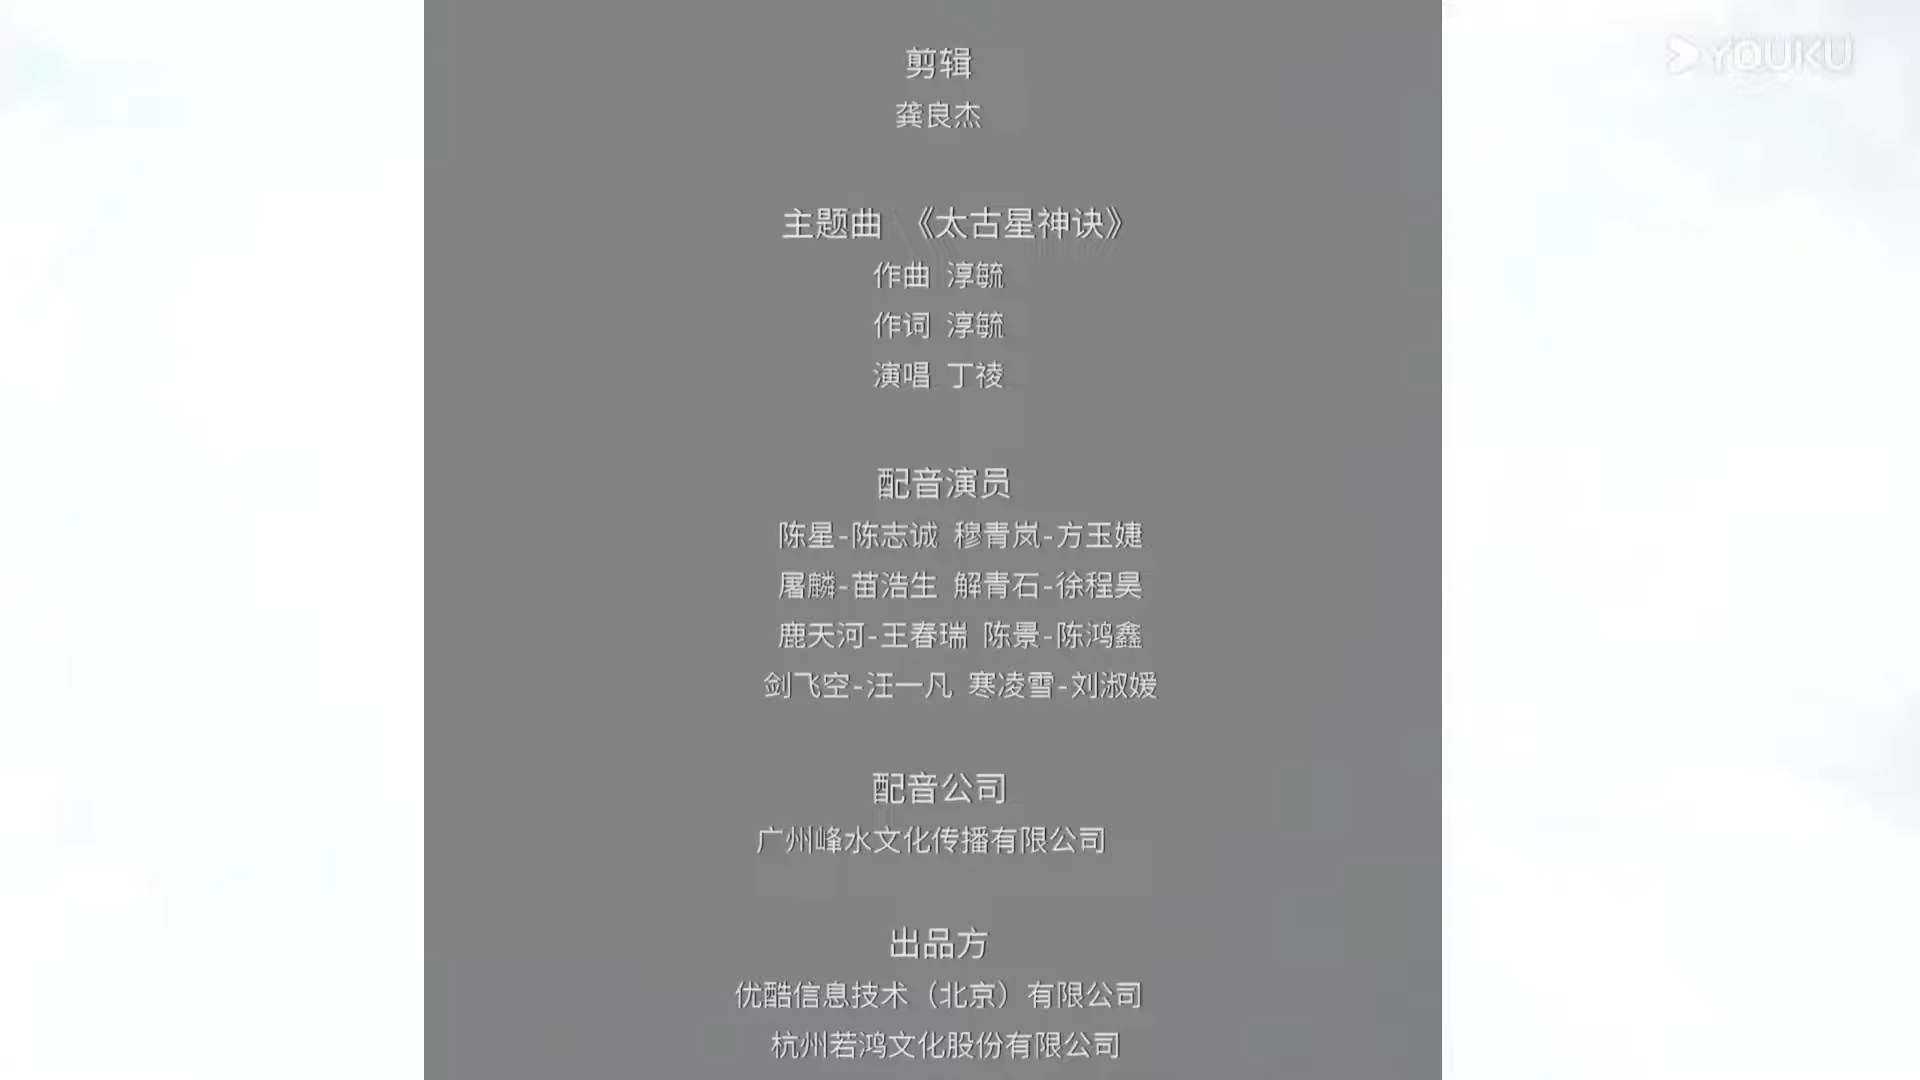 YOUKU
剪辑
龚良杰
主题曲 《太古星神诀》
作曲 淳毓
作词 淳毓
演唱 丁祾
配音演员
陈星-陈志诚 穆青岚-方玉婕
屠麟-苗浩生 解青石-徐程昊
鹿天河-王春瑞 陈景-陈鸿鑫
剑飞空-汪一凡 寒凌雪-刘淑媛
配音公司
广州峰水文化传播有限公司
出品方
优酷信息技术（北京）有限公司
杭州若鸿文化股份有限公司